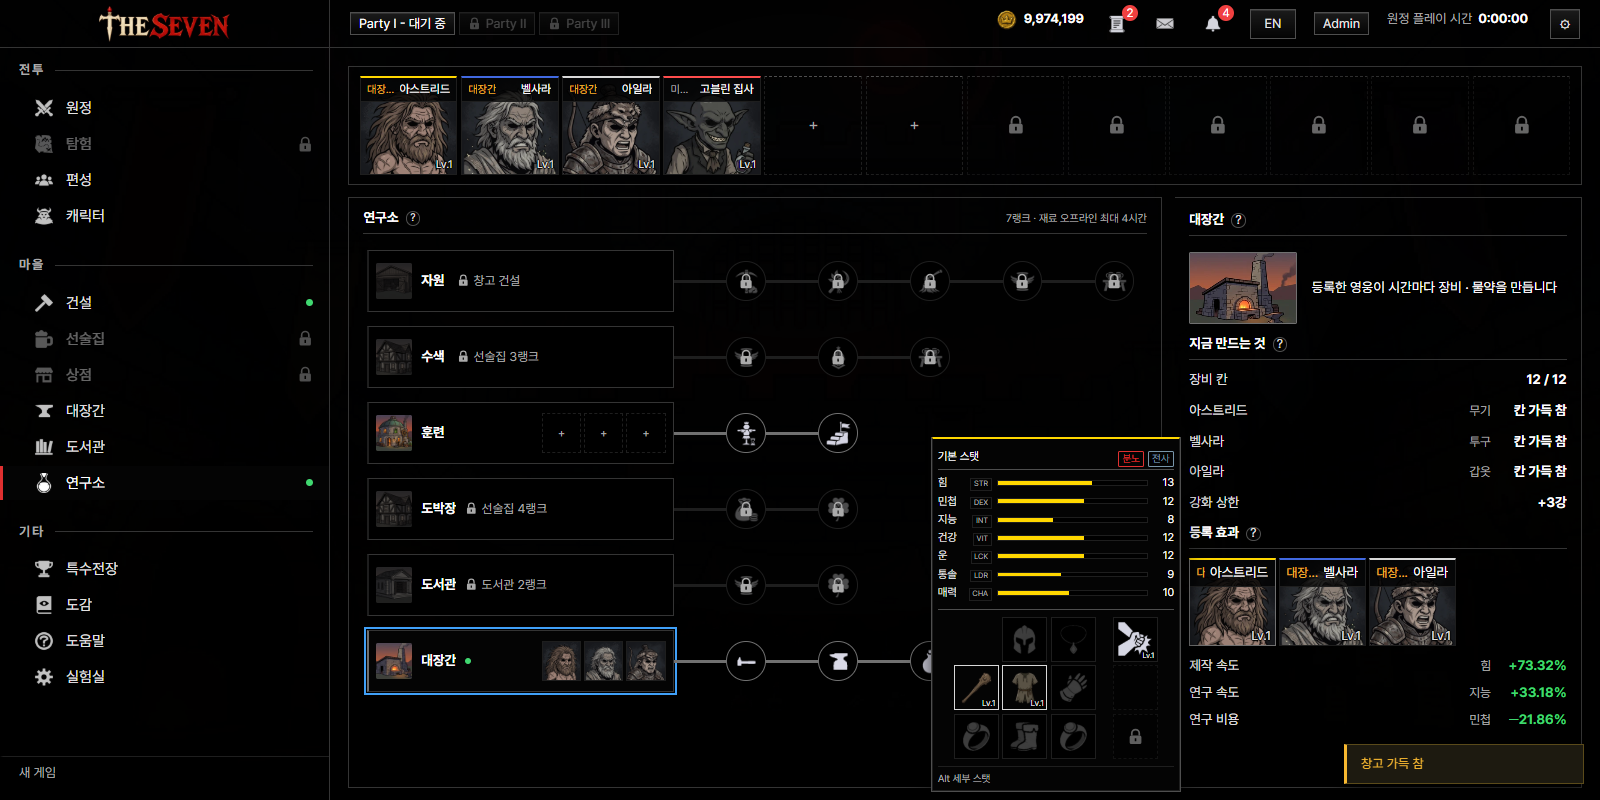 THE SEVEN
Party I - 대기 중
Party II
Party III
9,974,199
2
4
EN
Admin
원정 플레이 시간 0:00:00
전투
원정
탐험
편성
캐릭터
마을
건설
선술집
상점
대장간
도서관
연구소
기타
특수전장
도감
도움말
실험실
새 게임
대장... 아스트리드
Lv.1
대장간 벨사라
Lv.1
대장간 아일라
Lv.1
미... 고블린 집사
Lv.1
연구소 ?
7랭크 · 재료 오프라인 최대 4시간
자원 창고 건설
수색 선술집 3랭크
훈련
도박장 선술집 4랭크
도서관 도서관 2랭크
대장간
기본 스탯 분노 전사
힘 STR 13
민첩 DEX 12
지능 INT 8
건강 VIT 12
운 LCK 12
통솔 LDR 9
매력 CHA 10
Lv.1
Lv.1
Lv.1
Alt 세부 스탯
대장간 ?
등록한 영웅이 시간마다 장비 · 물약을 만듭니다
지금 만드는 것 ?
장비 칸 12 / 12
아스트리드 무기 칸 가득 참
벨사라 투구 칸 가득 참
아일라 갑옷 칸 가득 참
강화 상한 +3강
등록 효과 ?
아스트리드
Lv.1
대장... 벨사라
Lv.1
대장... 아일라
Lv.1
제작 속도 힘 +73.32%
연구 속도 지능 +33.18%
연구 비용 민첩 −21.86%
창고 가득 참